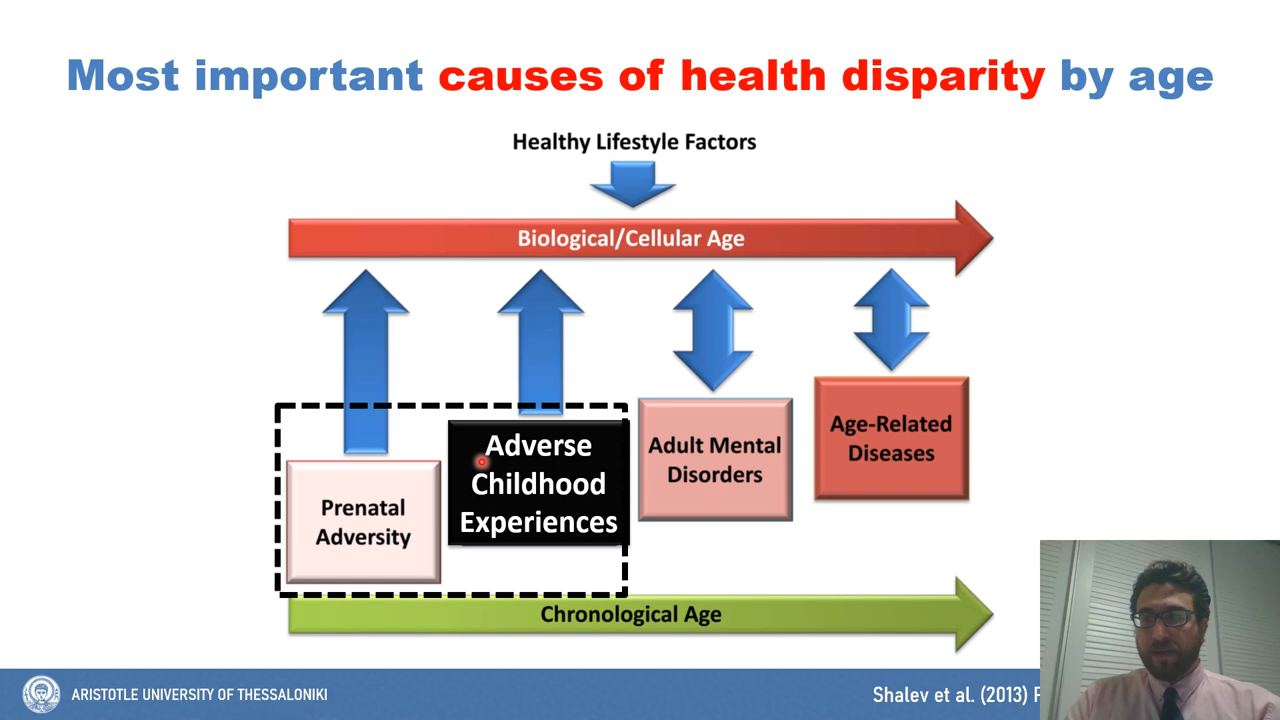 Most important causes of health disparity by age
Healthy Lifestyle Factors
Biological/Cellular Age
Prenatal
Adversity
Adverse
Childhood
Experiences
Adult Mental
Disorders
Age-Related
Diseases
Chronological Age
ARISTOTLE UNIVERSITY OF THESSALONIKI
Shalev et al. (2013)